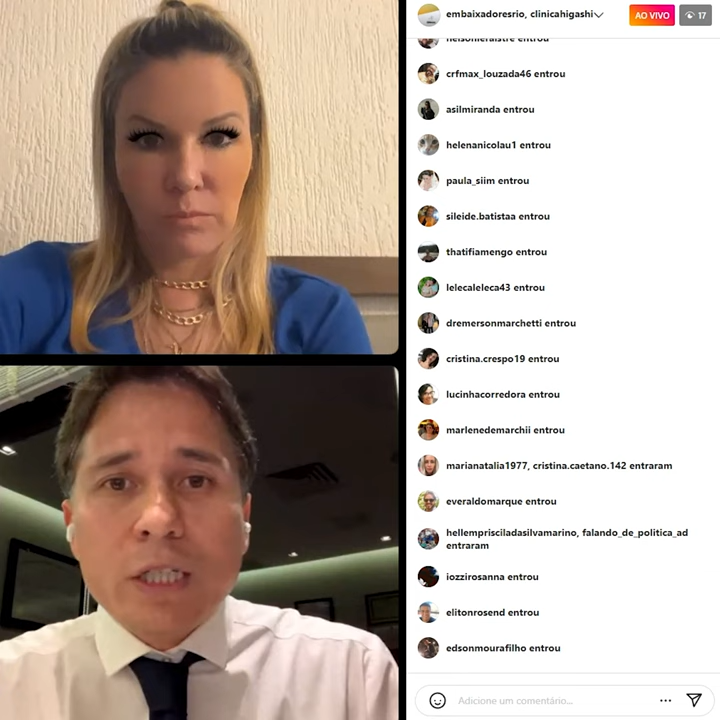 embaixadoresrio, clinicahigashi
AO VIVO
17
nelsonleraistre entrou
crfmax_louzada46 entrou
asilmiranda entrou
helenanicolau1 entrou
paula_siim entrou
sileide.batistaa entrou
thatifiamengo entrou
lelecaleleca43 entrou
dremersonmarchetti entrou
cristina.crespo19 entrou
lucinhacorredora entrou
marlenedemarchii entrou
marianatalia1977, cristina.caetano.142 entraram
everaldomarque entrou
hellemprisciladasilvamarino, falando_de_politica_ad
entraram
iozzirosanna entrou
elitonrosend entrou
edsonmourafilho entrou
Adicione um comentário...